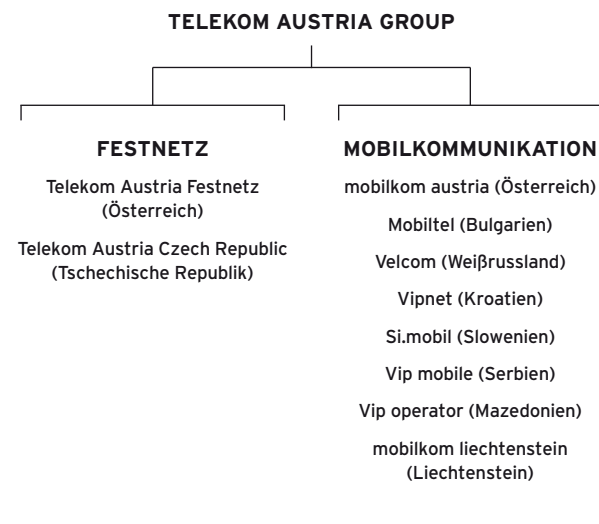 TELEKOM AUSTRIA GROUP
FESTNETZ
Telekom Austria Festnetz
(Österreich)
Telekom Austria Czech Republic
(Tschechische Republik)
MOBILKOMMUNIKATION
mobilkom austria (Österreich)
Mobiltel (Bulgarien)
Velcom (Weißrussland)
Vipnet (Kroatien)
Si.mobil (Slowenien)
Vip mobile (Serbien)
Vip operator (Mazedonien)
mobilkom liechtenstein
(Liechtenstein)